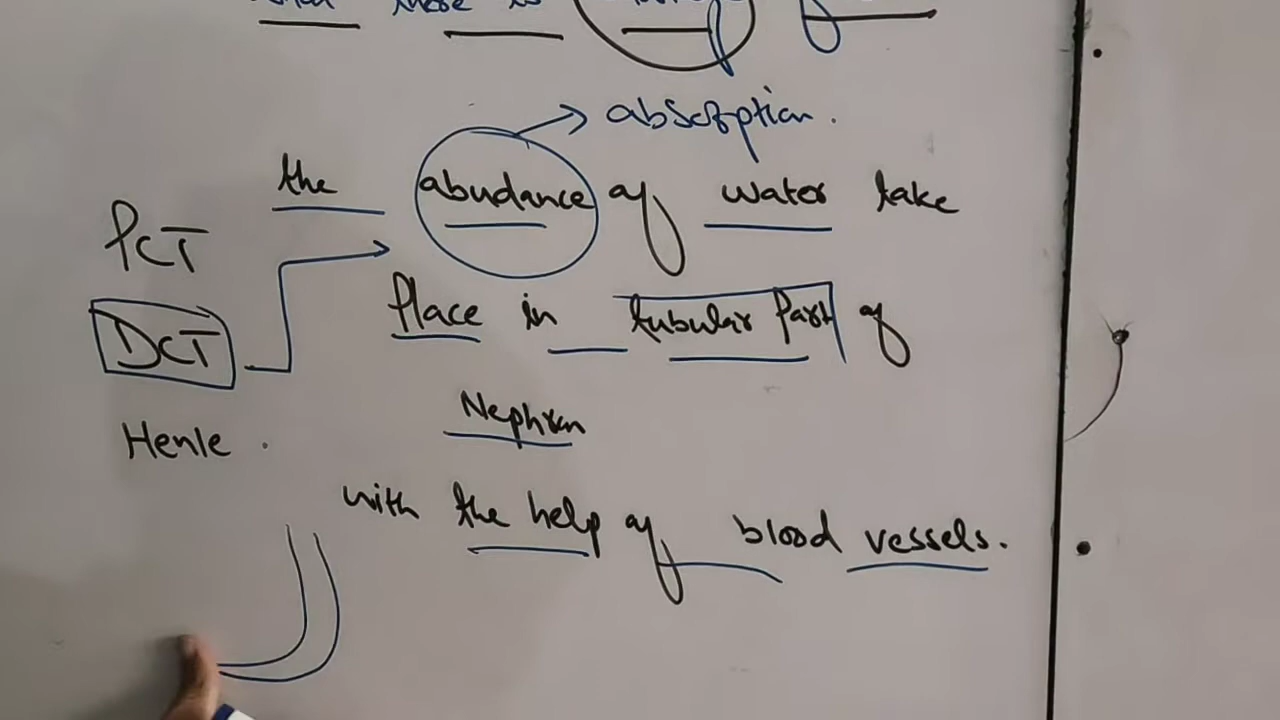 absorption.
the abudance of water take
PCT
Place in tubular Part of
DCT
Nephron
Henle.
with the help of blood vessels.